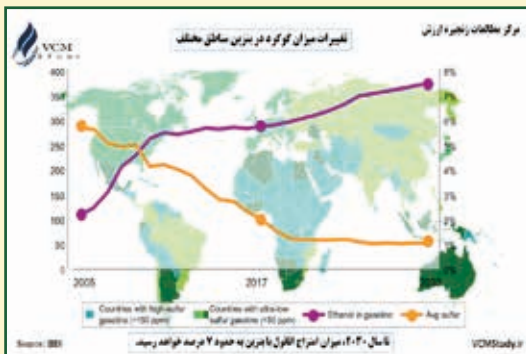 مرکز مطالعات زنجیره ارزش
VCM
STUDY
تغییرات میزان گوگرد در بنزین مناطق مختلف
400
350
300
250
200
150
100
50
0
8%
7%
6%
5%
4%
3%
2%
1%
2005
2017
Countries with high-sulfur
gasoline (>50 ppm)
Countries with ultra-low
sulfur gasoline (<50 ppm)
Ethanol in gasoline
Avg sulfur
تا سال ۲۰۳۰، میزان امتزاج اتانول با بنزین به حدود ۷ درصد خواهد رسید.
Source:
VCMStudy.ir